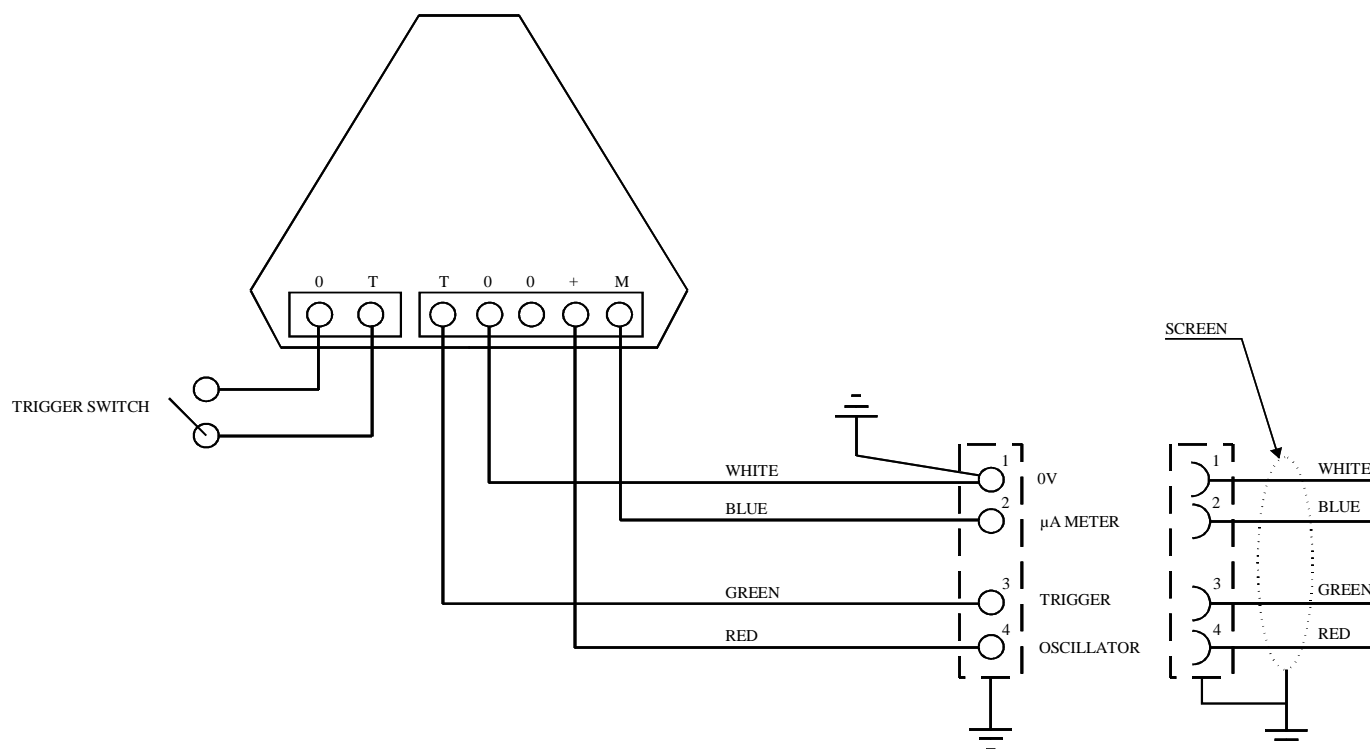 0 T T 0 0 + M
SCREEN
TRIGGER SWITCH
1 1
WHITE 0V WHITE
2 2
BLUE µA METER BLUE
3 3
GREEN TRIGGER GREEN
4 4
RED OSCILLATOR RED